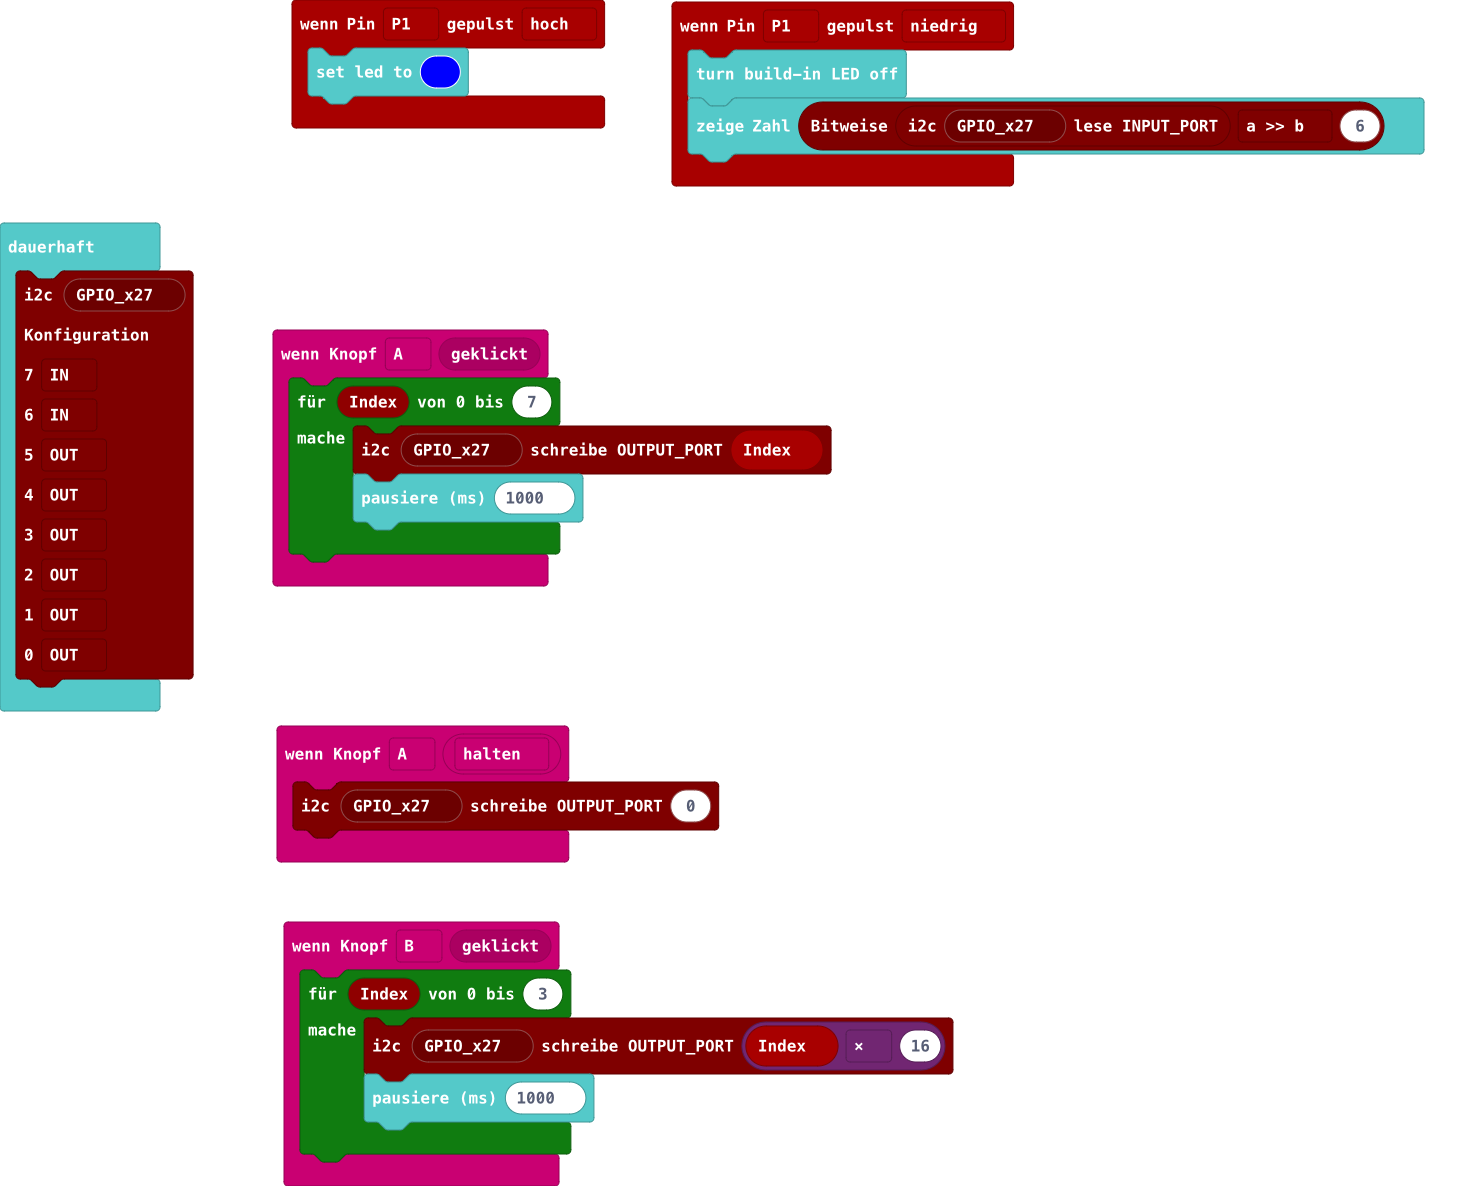 wenn Pin P1 gepulst hoch
set led to
wenn Pin P1 gepulst niedrig
turn build-in LED off
zeige Zahl Bitweise i2c GPIO_x27 lese INPUT_PORT a >> b 6
dauerhaft
i2c GPIO_x27
Konfiguration
7 IN
6 IN
5 OUT
4 OUT
3 OUT
2 OUT
1 OUT
0 OUT
wenn Knopf A geklickt
für Index von 0 bis 7
mache
i2c GPIO_x27 schreibe OUTPUT_PORT Index
pausiere (ms) 1000
wenn Knopf A halten
i2c GPIO_x27 schreibe OUTPUT_PORT 0
wenn Knopf B geklickt
für Index von 0 bis 3
mache
i2c GPIO_x27 schreibe OUTPUT_PORT Index × 16
pausiere (ms) 1000